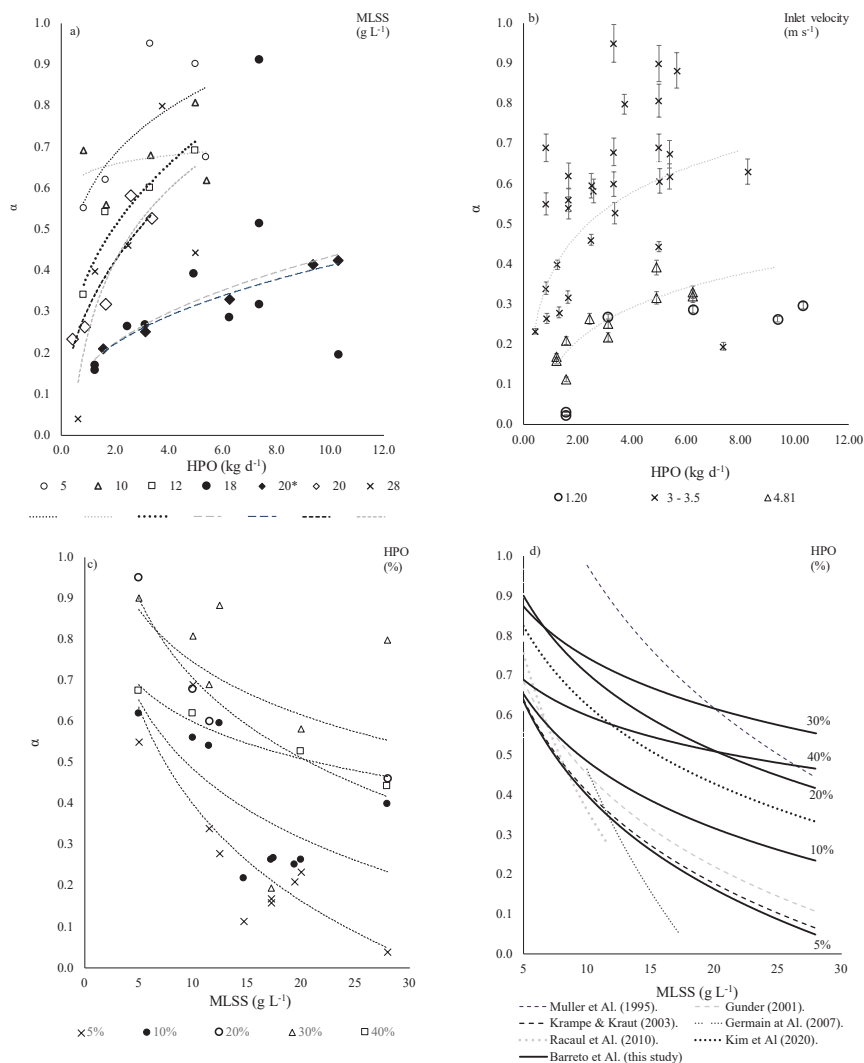 a)
MLSS
(g L-1)
1.0
0.9
0.8
0.7
0.6
0.5
0.4
0.3
0.2
0.1
0.0
α
0.0 2.0 4.0 6.0 8.0 10.0
HPO (kg d-1)
5 10 12 18 20* 20 28
b)
Inlet velocity
(m s-1)
1.0
0.9
0.8
0.7
0.6
0.5
0.4
0.3
0.2
0.1
0.0
α
0.00 2.00 4.00 6.00 8.00 10.00 12.00
HPO (kg d-1)
1.20 3 - 3.5 4.81
c)
HPO
(%)
1.0
0.9
0.8
0.7
0.6
0.5
0.4
0.3
0.2
0.1
0.0
α
0 5 10 15 20 25 30
MLSS (g L-1)
5% 10% 20% 30% 40%
d)
HPO
(%)
1.0
0.9
0.8
0.7
0.6
0.5
0.4
0.3
0.2
0.1
0.0
α
30%
40%
20%
10%
5%
5 10 15 20 25 30
MLSS (g L-1)
Muller et Al. (1995). Gunder (2001).
Krampe & Kraut (2003). Germain at Al. (2007).
Racaul et Al. (2010). Kim et Al (2020).
Barreto et Al. (this study)